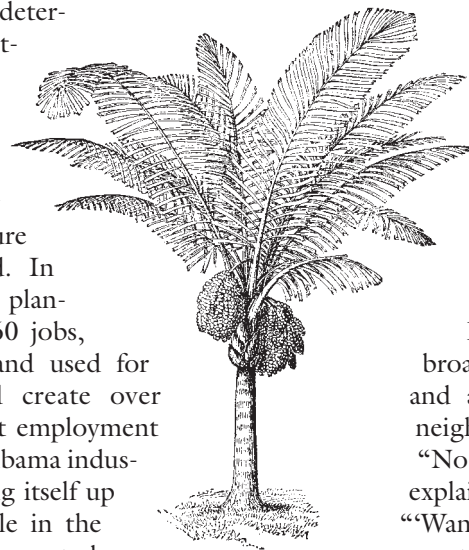 deter-
t-
ure
l. In
plan-
60 jobs,
and used for
l create over
t employment
bama indus-
g itself up
le in the
broa
and a
neigh
“No
explai
“‘Wan